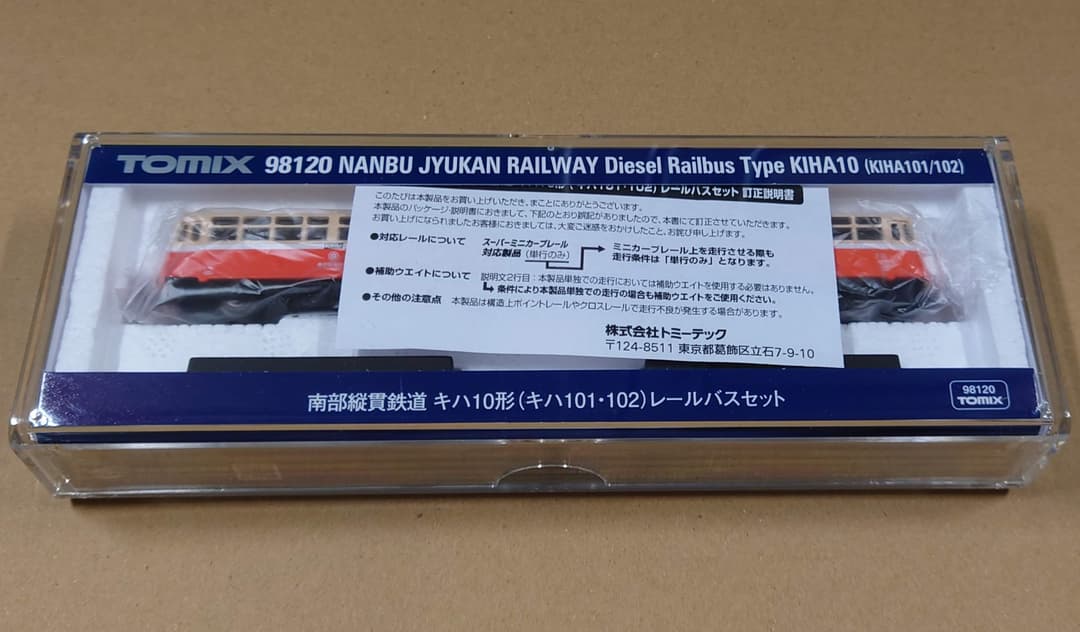 TOMIX 98120 NANBU JYUKAN RAILWAY Diesel Railbus Type KIHA10 (KIHA101/102)
(キハ101・102)レールバスセット 訂正説明書
このたびは本製品をお買い上げいただき、まことにありがとうございます。
本製品のパッケージ・説明書におきまして、下記のとおり誤記がありましたので、本書にて訂正させていただきます。
お買い上げになられましたお客様におきましては、大変ご迷惑をおかけしたこと、お詫び申し上げます。
●対応レールについて スーパーミニカーブレール 対応製品(単行のみ) → ミニカーブレール上を走行させる際も 走行条件は「単行のみ」となります。
●補助ウエイトについて 説明文2行目:本製品単独での走行においては補助ウエイトを使用する必要はありません。
条件により本製品単独での走行の場合も補助ウエイトをご使用ください。
●その他の注意点 本製品は構造上ポイントレールやクロスレールで走行不良が発生する場合があります。
株式会社トミーテック
〒124-8511 東京都葛飾区立石7-9-10
南部縦貫鉄道 キハ10形(キハ101・102)レールバスセット
98120
TOMIX